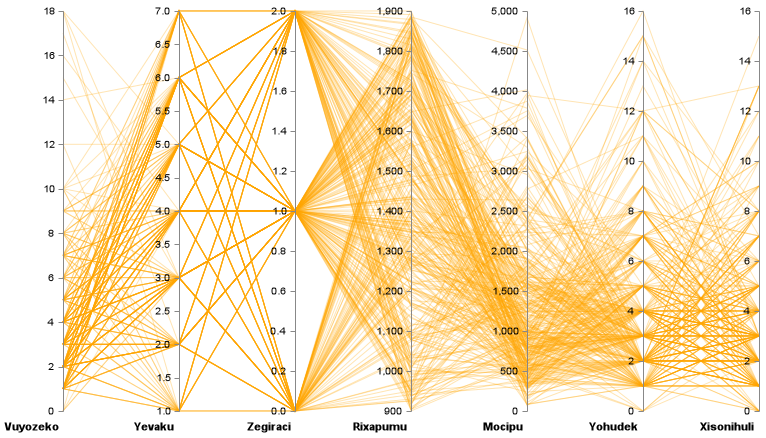 18 7.0 2.0 1,900 5,000 16 16
16 6.5 1.8 1,800 4,500 14 14
14 6.0 1.6 1,700 4,000 12 12
12 5.5 1.4 1,600 3,500 10 10
10 5.0 1.2 1,500 3,000 8 8
8 4.5 1.0 1,400 2,500 6 6
6 4.0 0.8 1,300 2,000 4 4
4 3.5 0.6 1,200 1,500 2 2
2 3.0 0.4 1,100 1,000 0 0
0 2.5 0.2 1,000 500
2.0 0.0 900 0
1.5
1.0
Vuyozeko Yevaku Zegiraci Rixapumu Mocipu Yohudek Xisonihuli